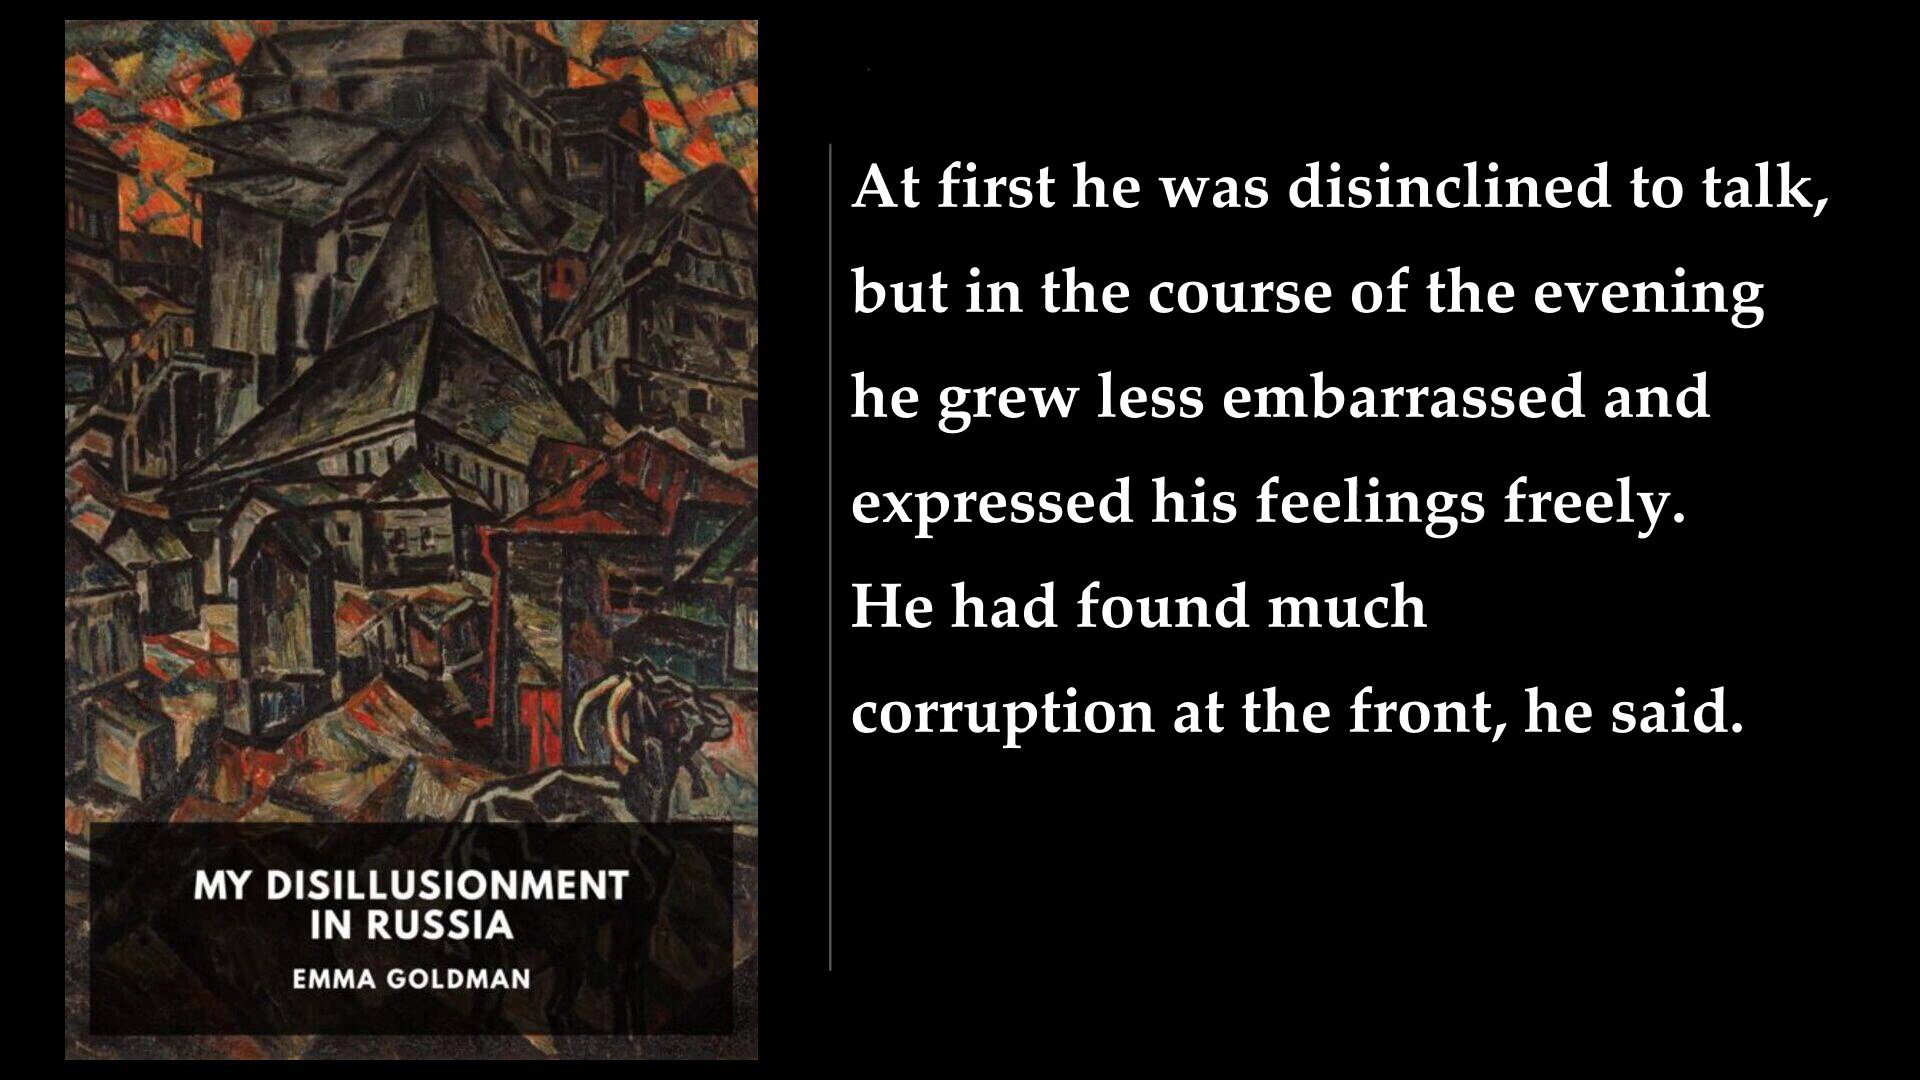 MY DISILLUSIONMENT
IN RUSSIA
EMMA GOLDMAN
At first he was disinclined to talk,
but in the course of the evening
he grew less embarrassed and
expressed his feelings freely.
He had found much
corruption at the front, he said.